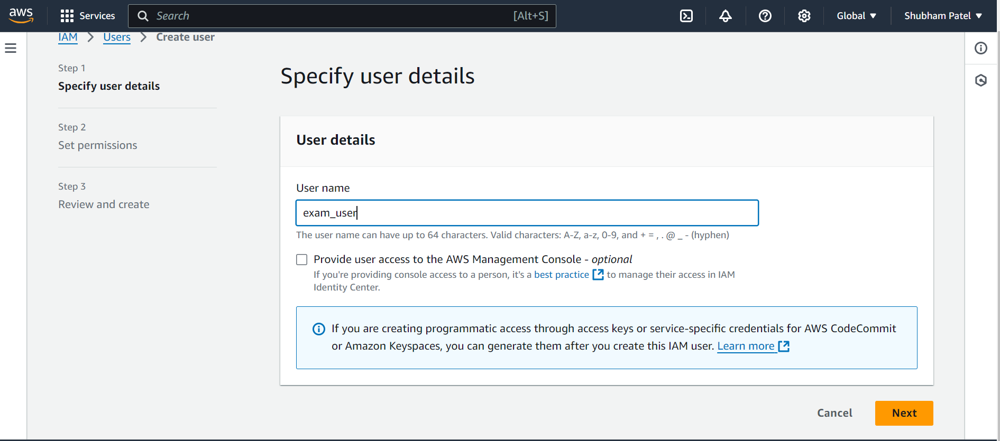 aws
Services
Search
[Alt+S]
Global
Shubham Patel
IAM
Users
Create user
Step 1
Specify user details
Step 2
Set permissions
Step 3
Review and create
Specify user details
User details
User name
exam_user
The user name can have up to 64 characters. Valid characters: A-Z, a-z, 0-9, and + = , . @ _ - (hyphen)
Provide user access to the AWS Management Console - optional
If you're providing console access to a person, it's a best practice to manage their access in IAM
Identity Center.
If you are creating programmatic access through access keys or service-specific credentials for AWS CodeCommit
or Amazon Keyspaces, you can generate them after you create this IAM user. Learn more
Cancel
Next